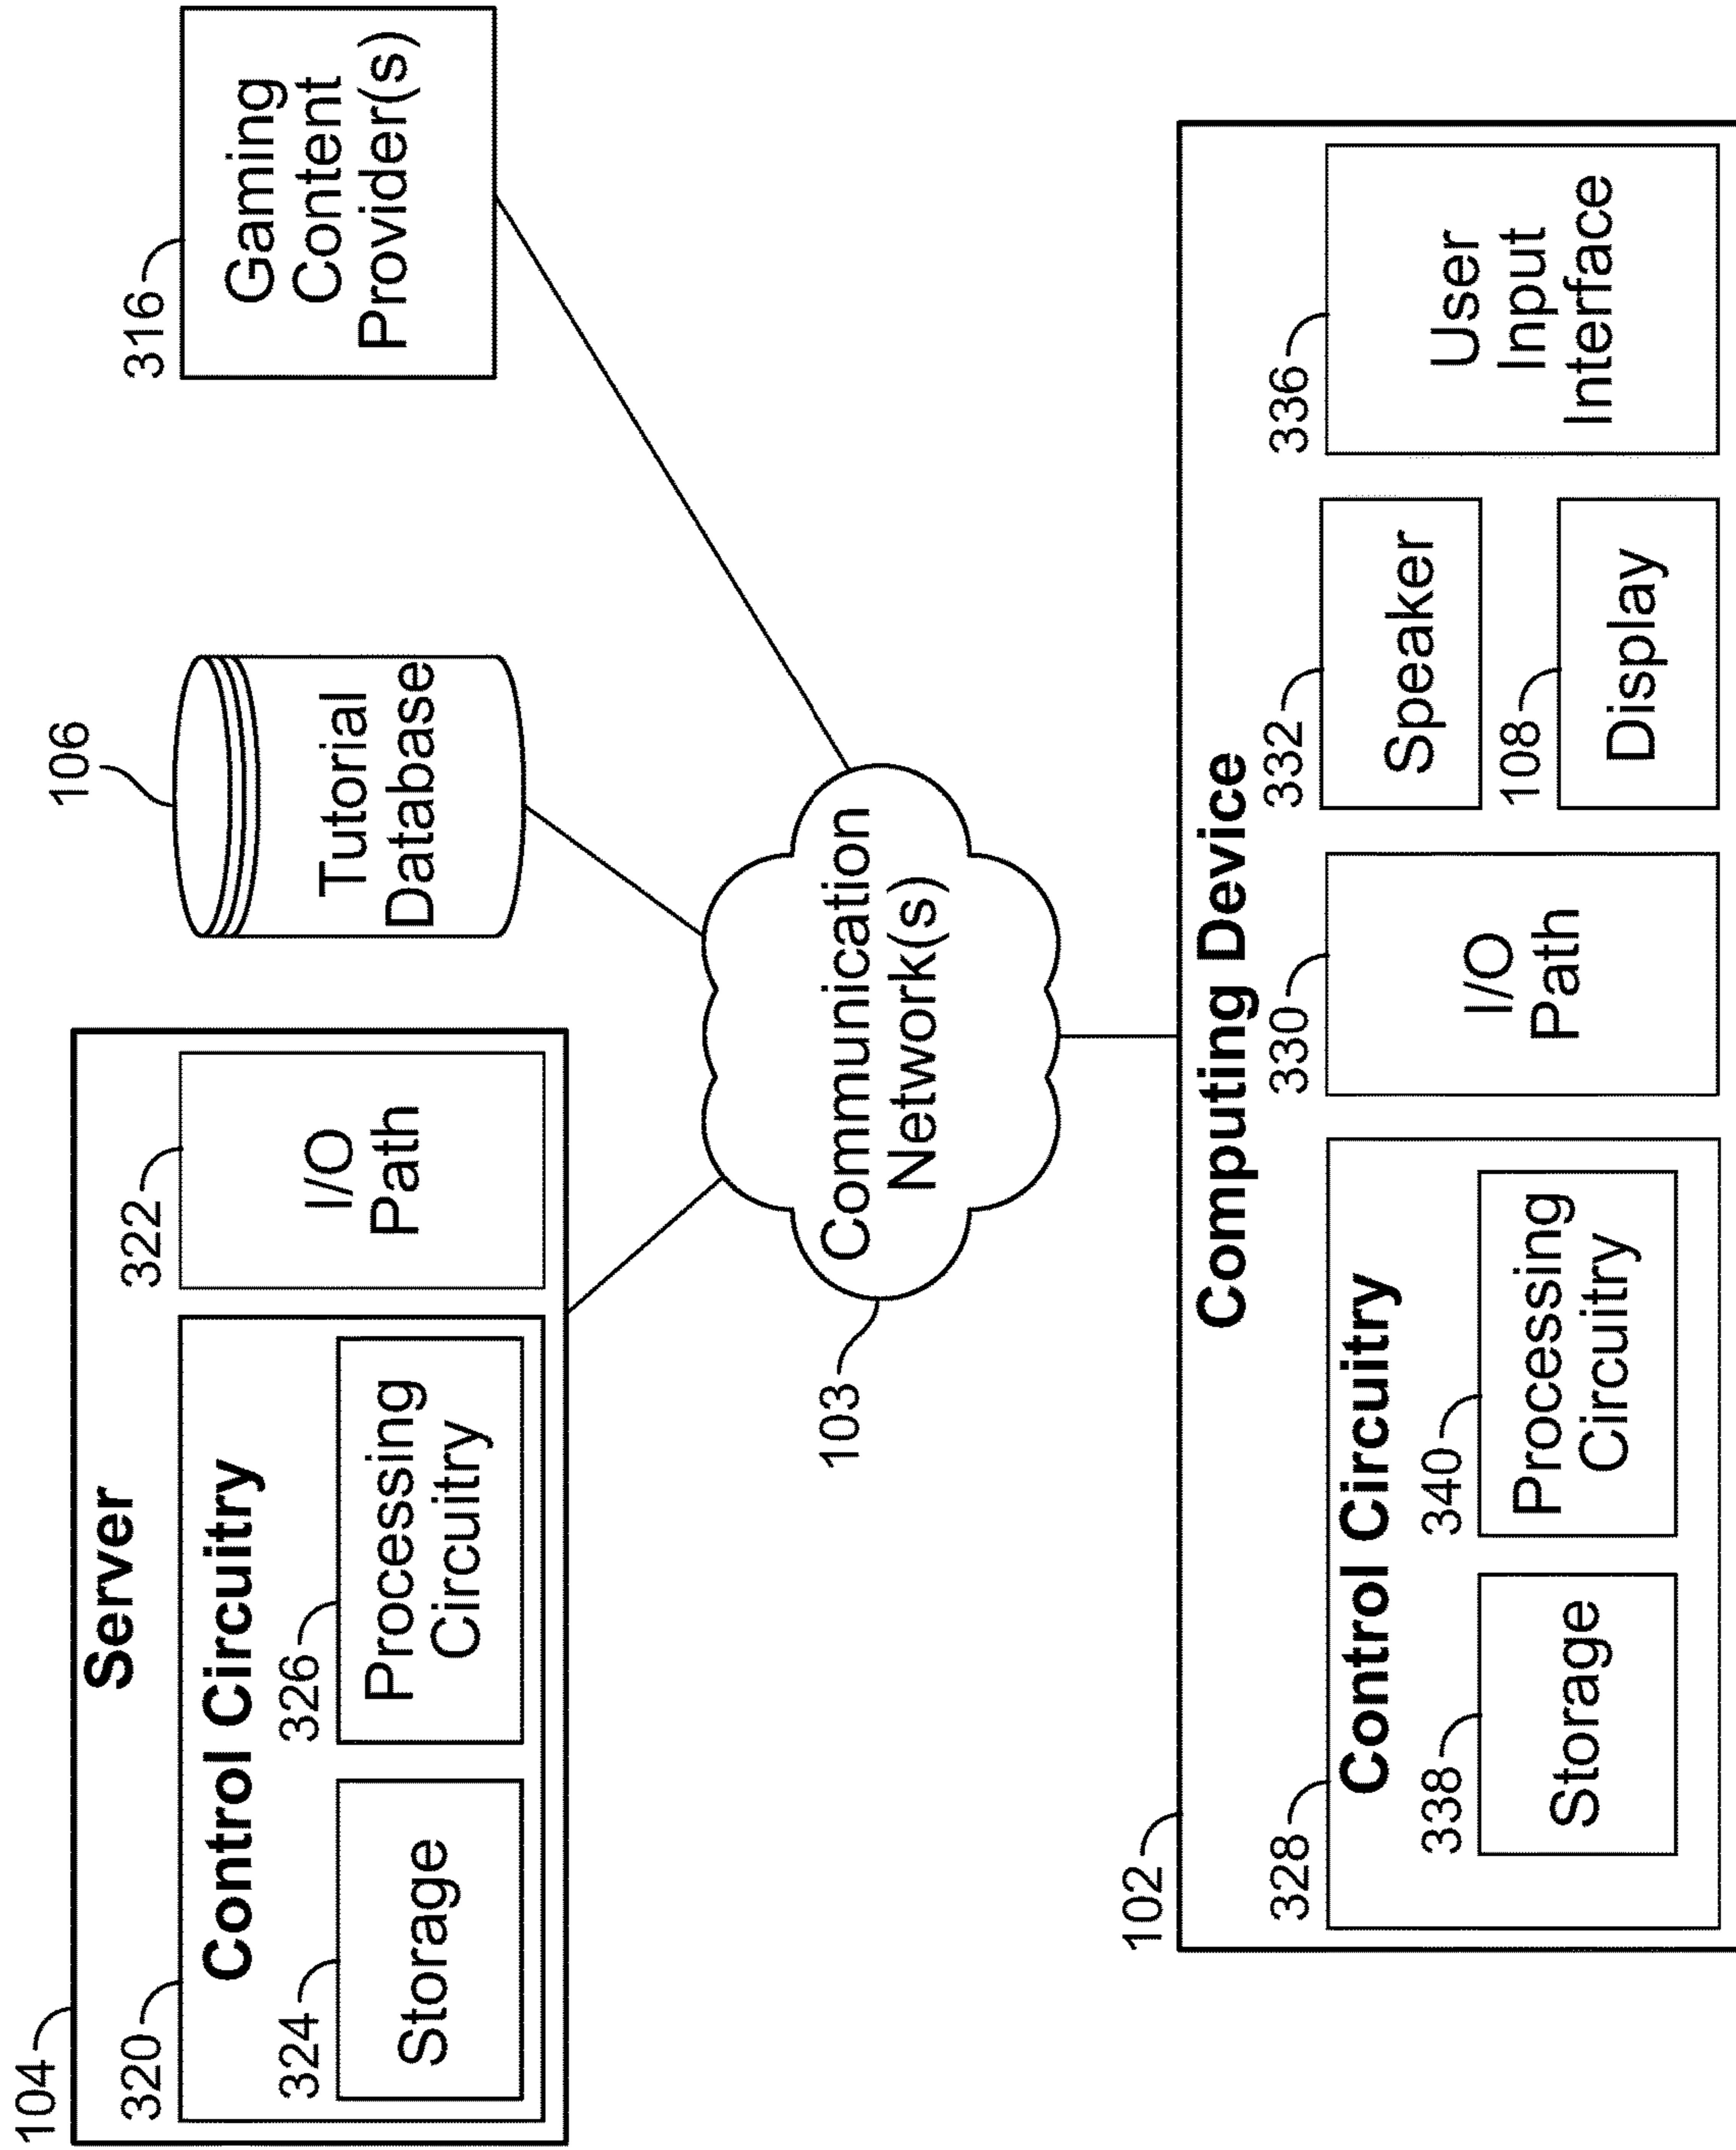 104
Server
320
Control Circuitry
324
Storage
326
Processing
Circuitry
322
I/O
Path
106
Tutorial
Database
316
Gaming
Content
Provider(s)
103
Communication
Network(s)
102
Computing Device
328
Control Circuitry
338
Storage
340
Processing
Circuitry
330
I/O
Path
332
Speaker
108
Display
336
User
Input
Interface